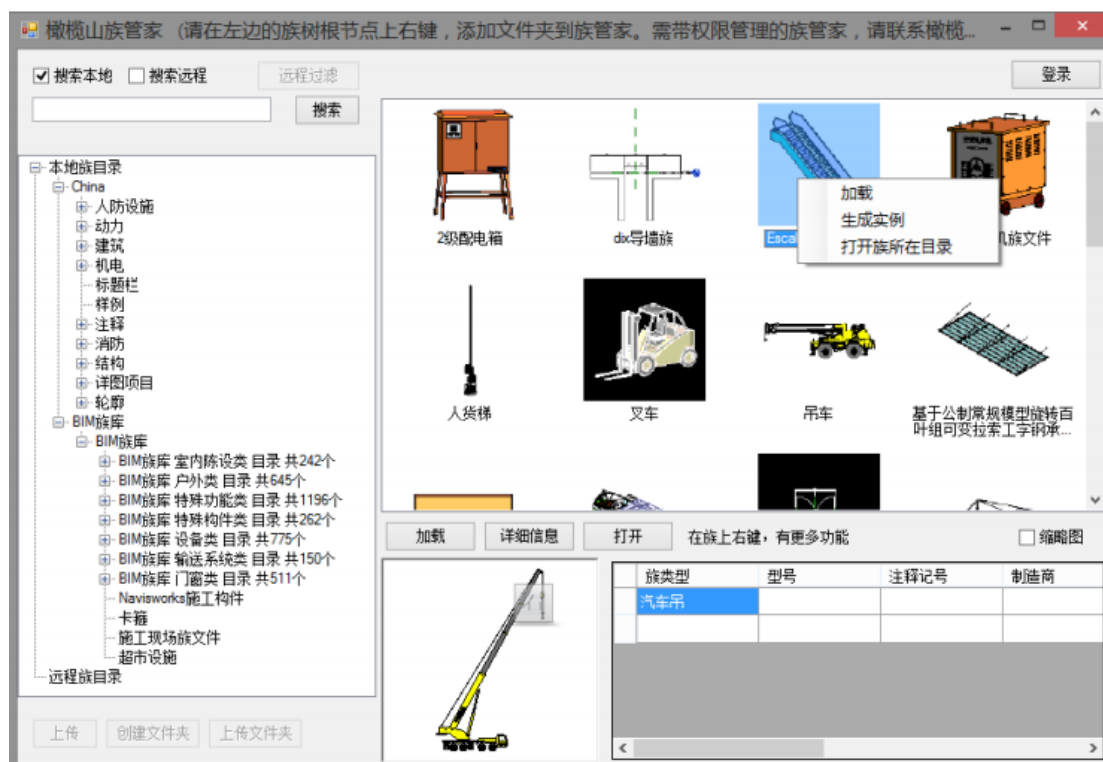 橄榄山族管家 (请在左边的族树根节点上右键，添加文件夹到族管家。需带权限管理的族管家，请联系橄榄...
搜索本地 搜索远程 远程过滤 登录
搜索
本地族目录
China
人防设施
动力
建筑
机电
标题栏
样例
注释
消防
结构
详图项目
轮廓
BIM族库
BIM族库
BIM族库 室内陈设类 目录 共242个
BIM族库 户外类 目录 共645个
BIM族库 特殊功能类 目录 共1196个
BIM族库 特殊构件类 目录 共262个
BIM族库 设备类 目录 共775个
BIM族库 输送系统类 目录 共150个
BIM族库 门窗类 目录 共511个
Navisworks施工构件
卡箍
施工现场族文件
超市设施
远程族目录
上传 创建文件夹 上传文件夹
2级配电箱 dx导墙族 Esca 机族文件
加载
生成实例
打开族所在目录
人货梯 叉车 吊车 基于公制常规模型旋转百
叶组可变拉索工字钢承...
加载 详细信息 打开 在族上右键，有更多功能 缩略图
族类型 型号 注释记号 制造商
汽车吊